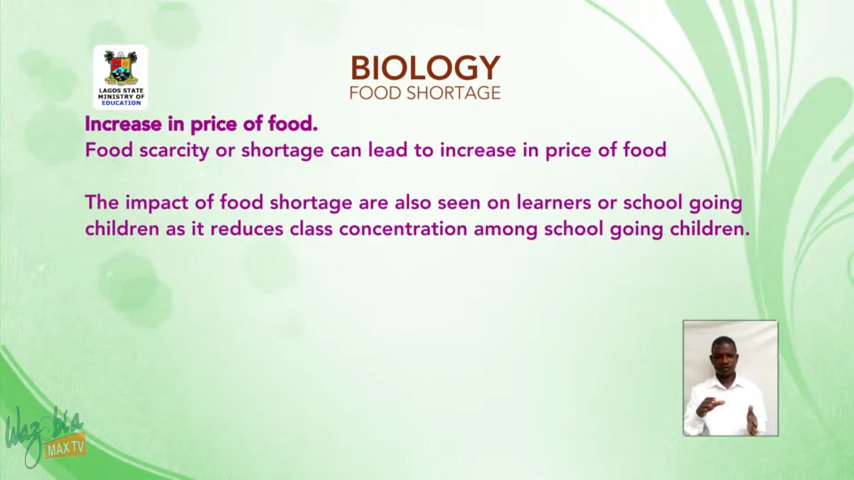 BIOLOGY
FOOD SHORTAGE
LAGOS STATE
MINISTRY OF
EDUCATION
Increase in price of food.
Food scarcity or shortage can lead to increase in price of food
The impact of food shortage are also seen on learners or school going
children as it reduces class concentration among school going children.
Wazobia
MAX TV